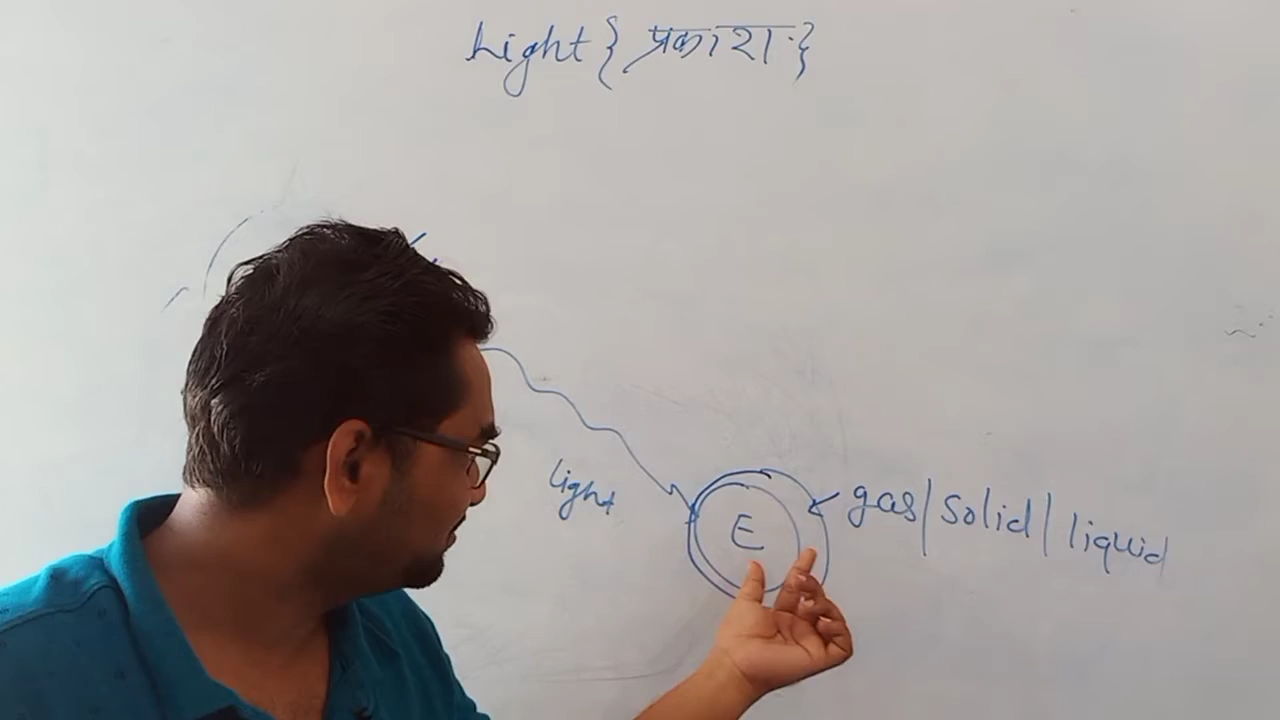 Light { प्रकाश }
light
E
gas/solid/liquid